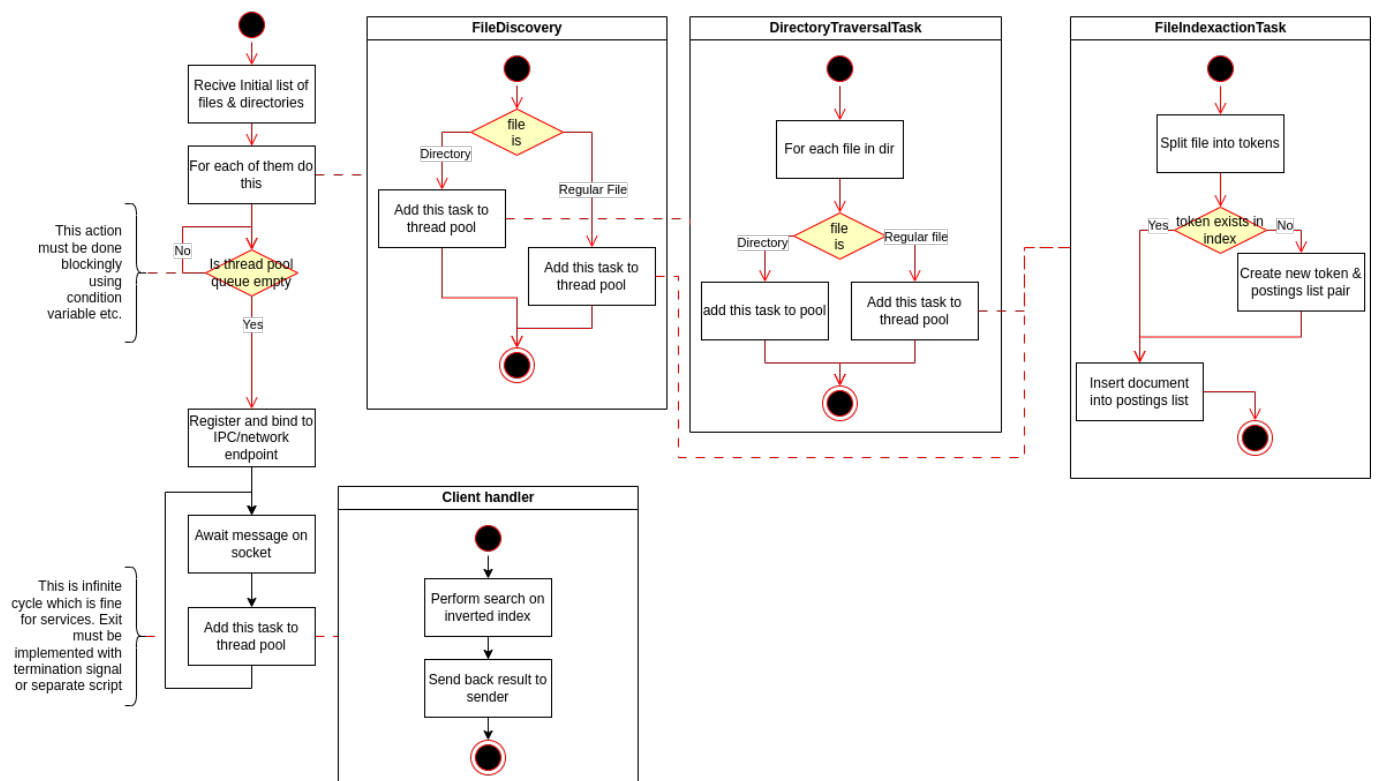 Recive Initial list of
files & directories
For each of them do
this
This action
must be done
blockingly
using
condition
variable etc.
No
Is thread pool
queue empty
Yes
Register and bind to
IPC/network
endpoint
Await message on
socket
Add this task to
thread pool
This is infinite
cycle which is fine
for services. Exit
must be
implemented with
termination signal
or separate script
FileDiscovery
file
is
Directory
Regular File
Add this task to
thread pool
Add this task to
thread pool
DirectoryTraversalTask
For each file in dir
file
is
Directory
Regular file
add this task to pool
Add this task to
thread pool
FileIndexactionTask
Split file into tokens
Yes
token exists in
index
No
Create new token &
postings list pair
Insert document
into postings list
Client handler
Perform search on
inverted index
Send back result to
sender